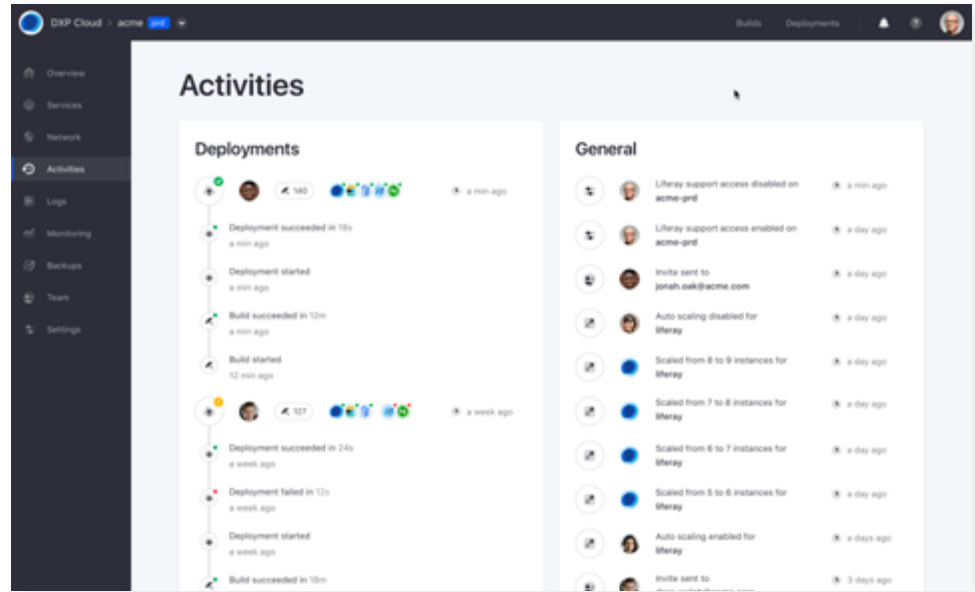 DXP Cloud > acme prd
Builds
Deployments
Overview
Services
Network
Activities
Logs
Monitoring
Backups
Team
Settings
Activities
Deployments
140
a min ago
Deployment succeeded in 18s
a min ago
Deployment started
a min ago
Build succeeded in 12m
a min ago
Build started
12 min ago
127
a week ago
Deployment succeeded in 24s
a week ago
Deployment failed in 12s
a week ago
Deployment started
a week ago
Build succeeded in 18m
General
Liferay support access disabled on
acme-prd
a min ago
Liferay support access enabled on
acme-prd
a day ago
Invite sent to
jonah.oak@acme.com
a day ago
Auto scaling disabled for
liferay
a day ago
Scaled from 8 to 9 instances for
liferay
a day ago
Scaled from 7 to 8 instances for
liferay
a day ago
Scaled from 6 to 7 instances for
liferay
a day ago
Scaled from 5 to 6 instances for
liferay
a day ago
Auto scaling enabled for
liferay
a days ago
Invite sent to
3 days ago